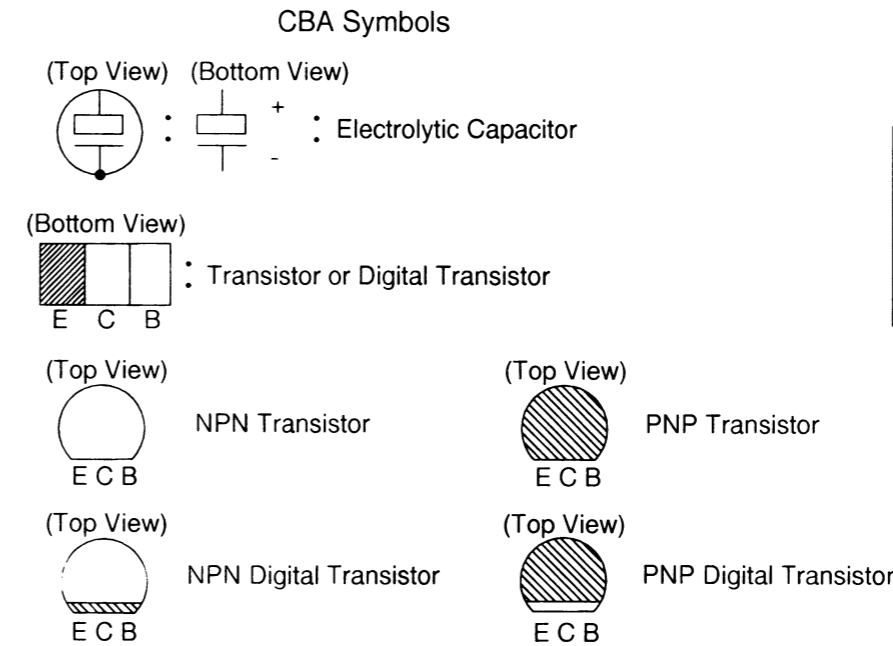 CBA Symbols
(Top View) (Bottom View)
+
: : Electrolytic Capacitor
-
(Bottom View)
: Transistor or Digital Transistor
E C B
(Top View) (Top View)
NPN Transistor PNP Transistor
E C B E C B
(Top View) (Top View)
NPN Digital Transistor PNP Digital Transistor
E C B E C B